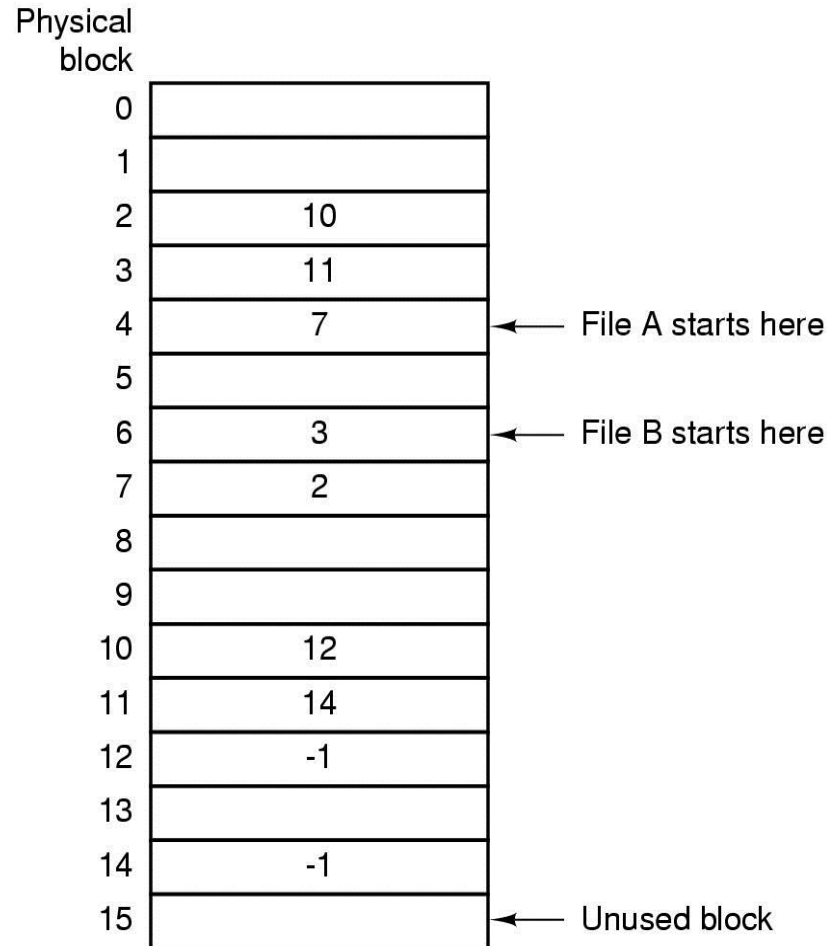 Physical
block
0
1
2 10
3 11
4 7 File A starts here
5
6 3 File B starts here
7 2
8
9
10 12
11 14
12 -1
13
14 -1
15 Unused block